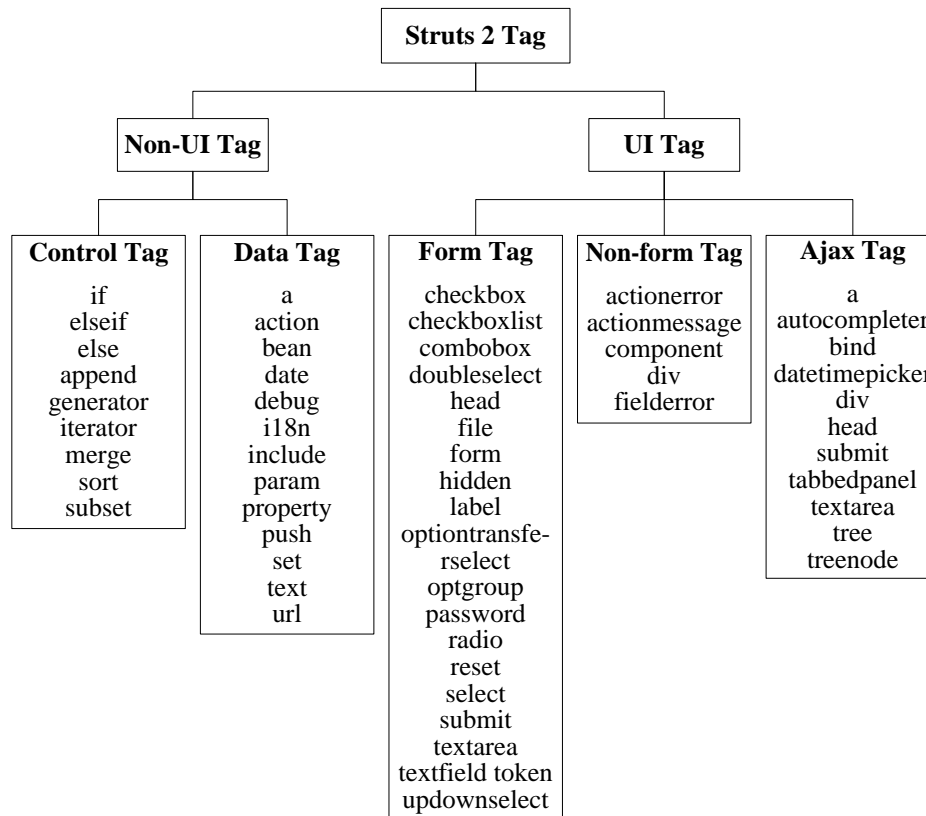 Struts 2 Tag
Non-UI Tag
UI Tag
Control Tag
if
elseif
else
append
generator
iterator
merge
sort
subset
Data Tag
a
action
bean
date
debug
i18n
include
param
property
push
set
text
url
Form Tag
checkbox
checkboxlist
combobox
doubleselect
head
file
form
hidden
label
optiontransfe-
rselect
optgroup
password
radio
reset
select
submit
textarea
textfield token
updownselect
Non-form Tag
actionerror
actionmessage
component
div
fielderror
Ajax Tag
a
autocompleter
bind
datetimepicker
div
head
submit
tabbedpanel
textarea
tree
treenode